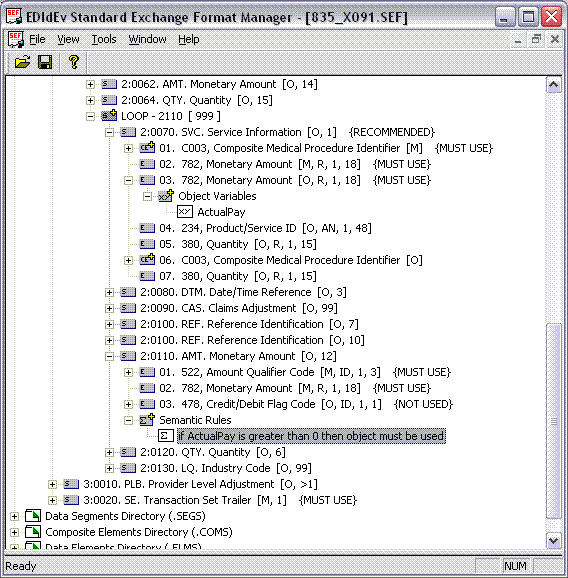 EDIdEv Standard Exchange Format Manager - [835_X091.SEF]
File View Tools Window Help
2:0062. AMT. Monetary Amount [O, 14]
2:0064. QTY. Quantity [O, 15]
LOOP - 2110 [ 999 ]
2:0070. SVC. Service Information [O, 1] {RECOMMENDED}
01. C003, Composite Medical Procedure Identifier [M] {MUST USE}
02. 782, Monetary Amount [M, R, 1, 18] {MUST USE}
03. 782, Monetary Amount [O, R, 1, 18] {MUST USE}
Object Variables
ActualPay
04. 234, Product/Service ID [O, AN, 1, 48]
05. 380, Quantity [O, R, 1, 15]
06. C003, Composite Medical Procedure Identifier [O]
07. 380, Quantity [O, R, 1, 15]
2:0080. DTM. Date/Time Reference [O, 3]
2:0090. CAS. Claims Adjustment [O, 99]
2:0100. REF. Reference Identification [O, 7]
2:0100. REF. Reference Identification [O, 10]
2:0110. AMT. Monetary Amount [O, 12]
01. 522, Amount Qualifier Code [M, ID, 1, 3] {MUST USE}
02. 782, Monetary Amount [M, R, 1, 18] {MUST USE}
03. 478, Credit/Debit Flag Code [O, ID, 1, 1] {NOT USED}
Semantic Rules
if ActualPay is greater than 0 then object must be used
2:0120. QTY. Quantity [O, 6]
2:0130. LQ. Industry Code [O, 99]
3:0010. PLB. Provider Level Adjustment [O, >1]
3:0020. SE. Transaction Set Trailer [M, 1] {MUST USE}
Data Segments Directory (.SEGS)
Composite Elements Directory (.COMS)
Data Elements Directory (.ELMS)
Ready NUM